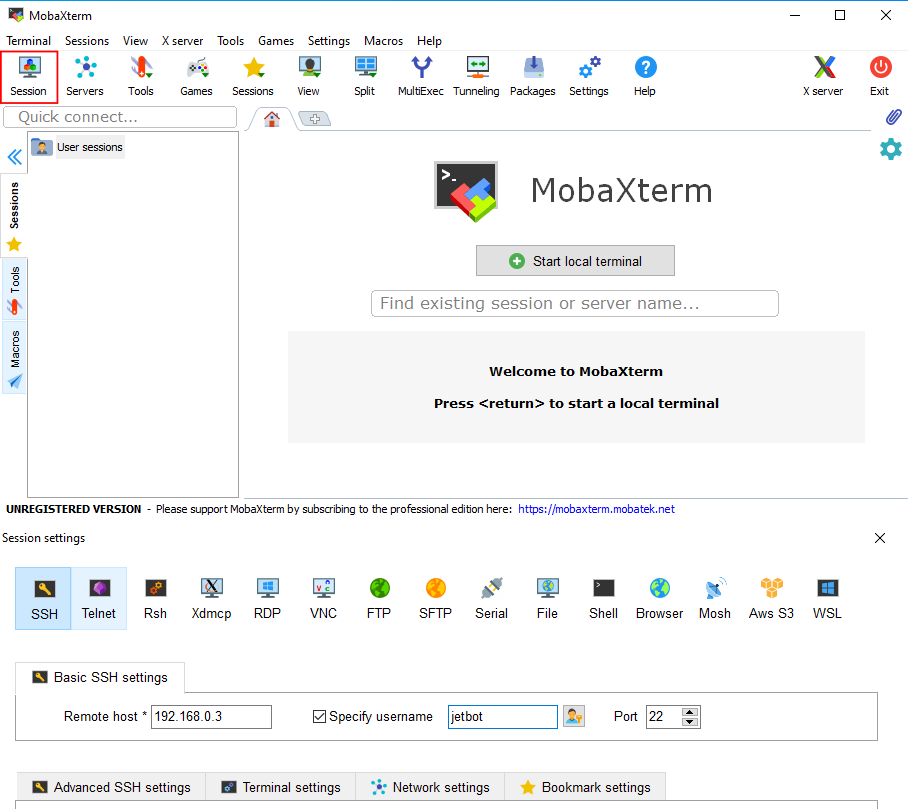 MobaXterm
Terminal Sessions View X server Tools Games Settings Macros Help
Session Servers Tools Games Sessions View Split MultiExec Tunneling Packages Settings Help X server Exit
Quick connect...
User sessions
Sessions
Tools
Macros
>_
MobaXterm
Start local terminal
Find existing session or server name...
Welcome to MobaXterm
Press <return> to start a local terminal
UNREGISTERED VERSION - Please support MobaXterm by subscribing to the professional edition here: https://mobaxterm.mobatek.net
Session settings
SSH Telnet Rsh Xdmcp RDP VNC FTP SFTP Serial File Shell Browser Mosh Aws S3 WSL
Basic SSH settings
Remote host * 192.168.0.3 Specify username jetbot Port 22
Advanced SSH settings Terminal settings Network settings Bookmark settings